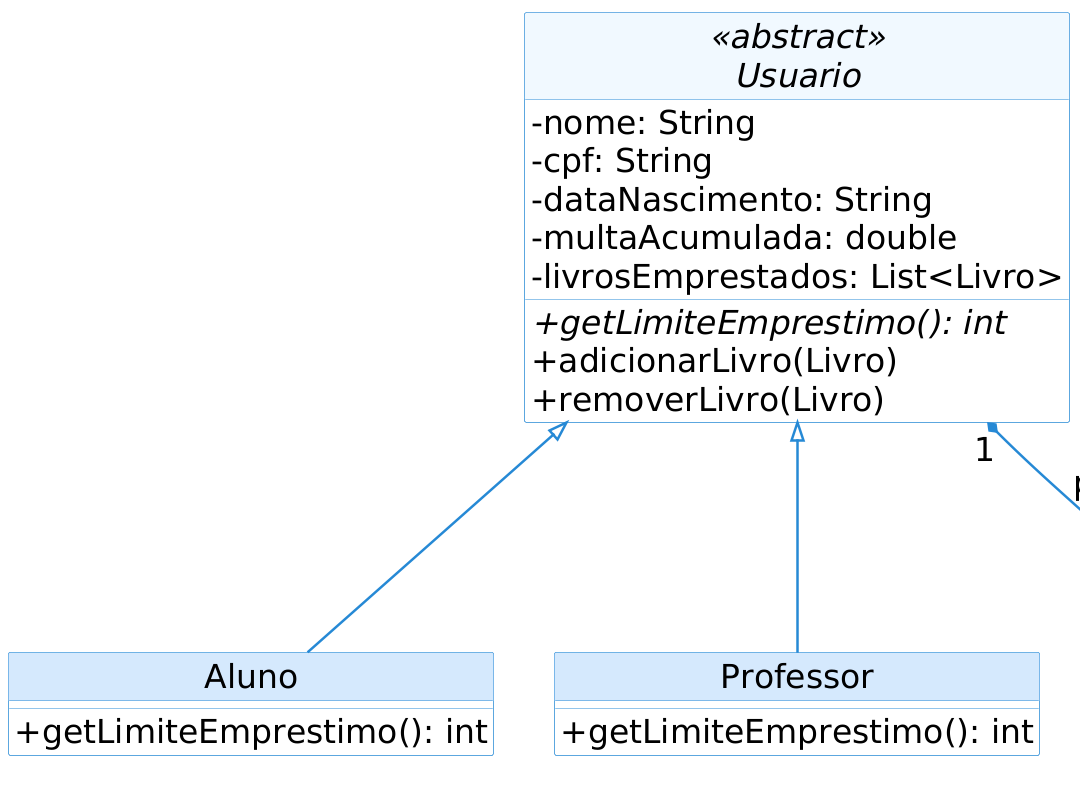 «abstract»
Usuario
-nome: String
-cpf: String
-dataNascimento: String
-multaAcumulada: double
-livrosEmprestados: List<Livro>
+getLimiteEmprestimo(): int
+adicionarLivro(Livro)
+removerLivro(Livro)
1
Aluno
+getLimiteEmprestimo(): int
Professor
+getLimiteEmprestimo(): int